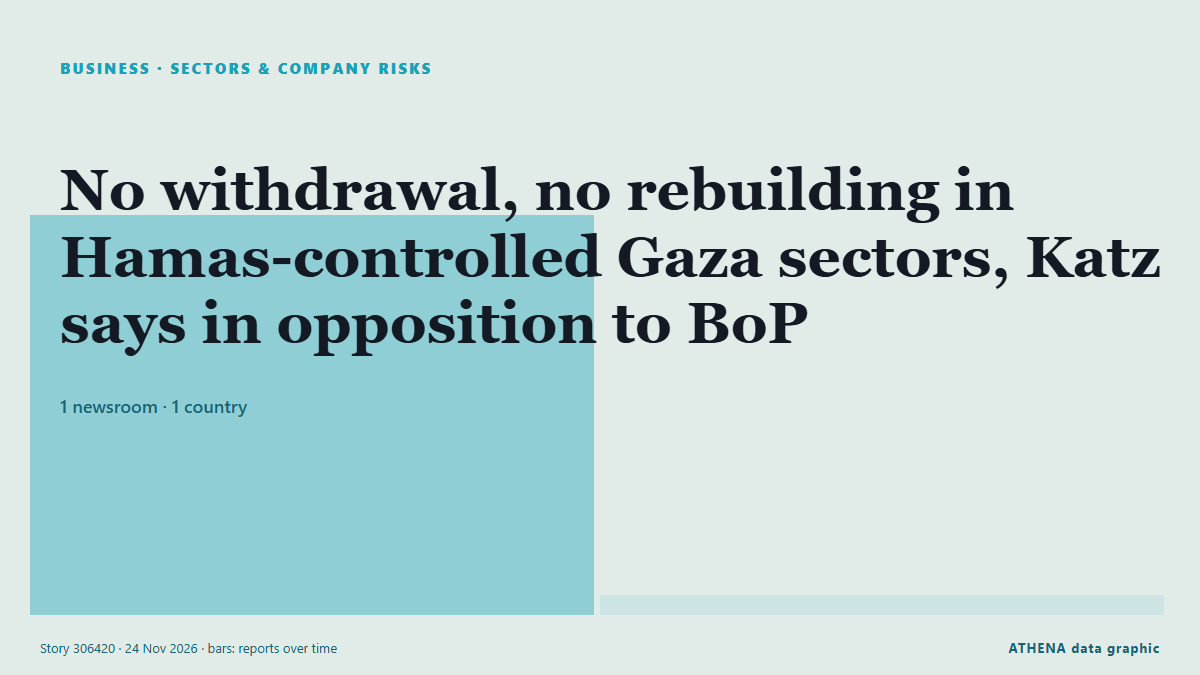 BUSINESS · SECTORS & COMPANY RISKS
No withdrawal, no rebuilding in
Hamas-controlled Gaza sectors, Katz
says in opposition to BoP
1 newsroom · 1 country
Story 306420 · 24 Nov 2026 · bars: reports over time
ATHENA data graphic